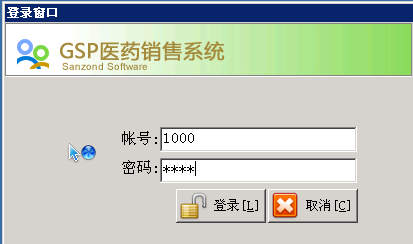 登录窗口
GSP医药销售系统
Sanzond Software
帐号:1000
密码:****
登录[L] 取消[C]